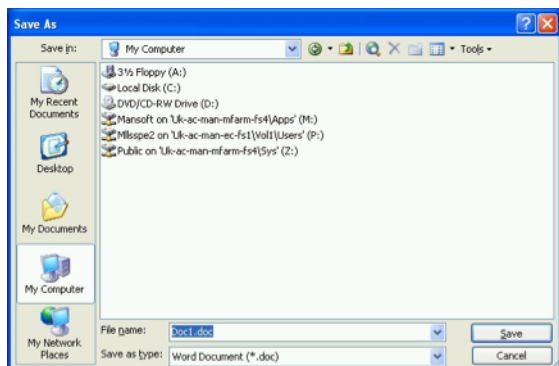 Save As
Save in:
My Computer
Tools
3½ Floppy (A:)
Local Disk (C:)
DVD/CD-RW Drive (D:)
Mansoft on 'Uk-ac-man-mfarm-fs4\Apps' (M:)
Mlsspe2 on 'Uk-ac-man-ec-fs1\Vol1\Users' (P:)
Public on 'Uk-ac-man-mfarm-fs4\Sys' (Z:)
My Recent
Documents
Desktop
My Documents
My Computer
My Network
Places
File name:
Doc1.doc
Save
Save as type:
Word Document (*.doc)
Cancel